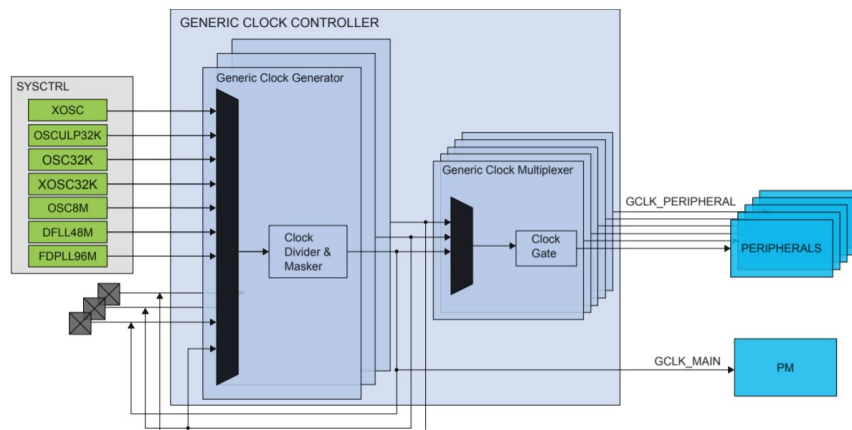 GENERIC CLOCK CONTROLLER
Generic Clock Generator
SYSCTRL
XOSC
OSCULP32K
OSC32K
XOSC32K
OSC8M
DFLL48M
FDPLL96M
Clock
Divider &
Masker
Generic Clock Multiplexer
Clock
Gate
GCLK_PERIPHERAL
PERIPHERALS
GCLK_MAIN
PM